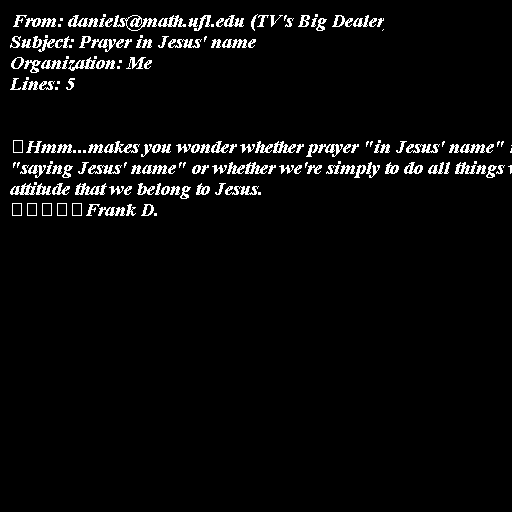 From: daniels@math.ufl.edu (TV's Big Dealer
Subject: Prayer in Jesus' name
Organization: Me
Lines: 5
Hmm...makes you wonder whether prayer "in Jesus' name"
"saying Jesus' name" or whether we're simply to do all things
attitude that we belong to Jesus.
Frank D.